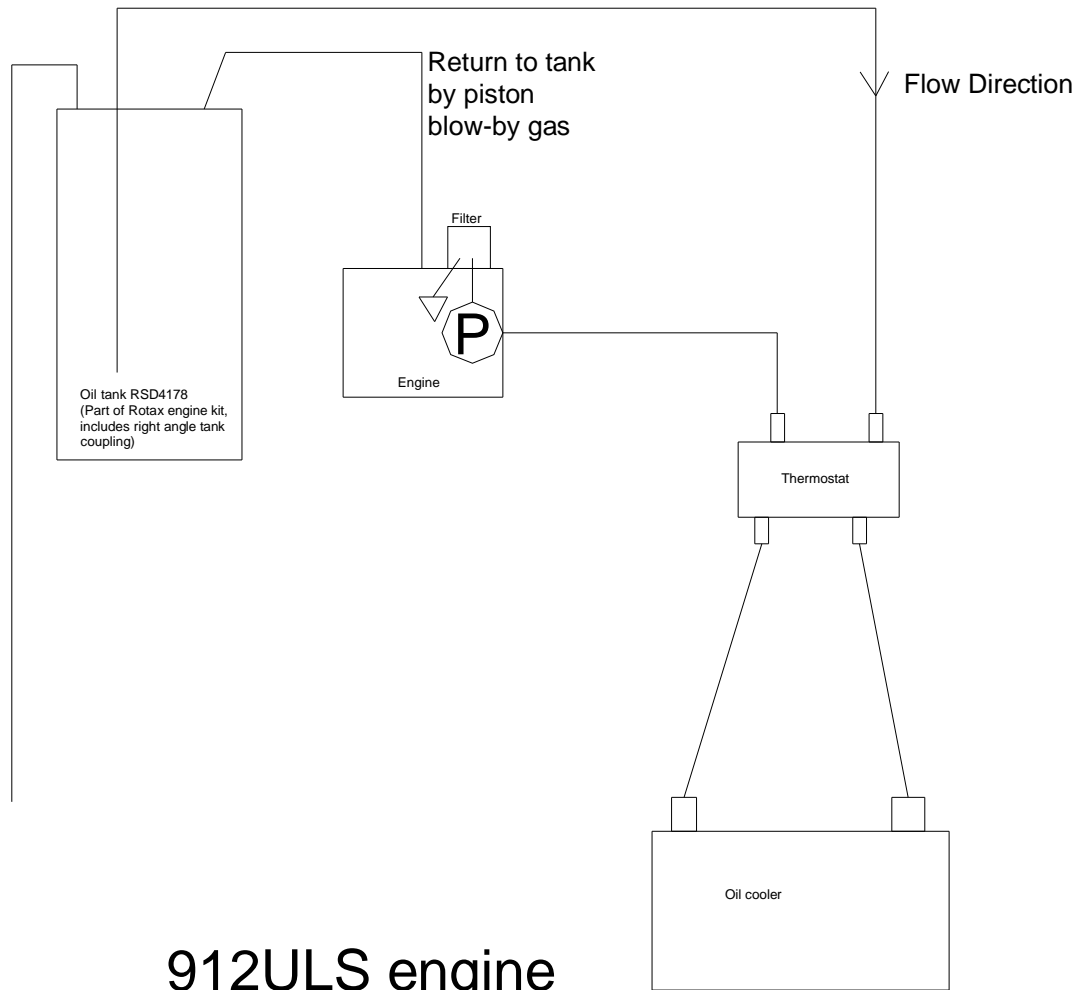 Return to tank
by piston
blow-by gas
Flow Direction
Filter
P
Engine
Oil tank RSD4178
(Part of Rotax engine kit,
includes right angle tank
coupling)
Thermostat
Oil cooler
912ULS engine